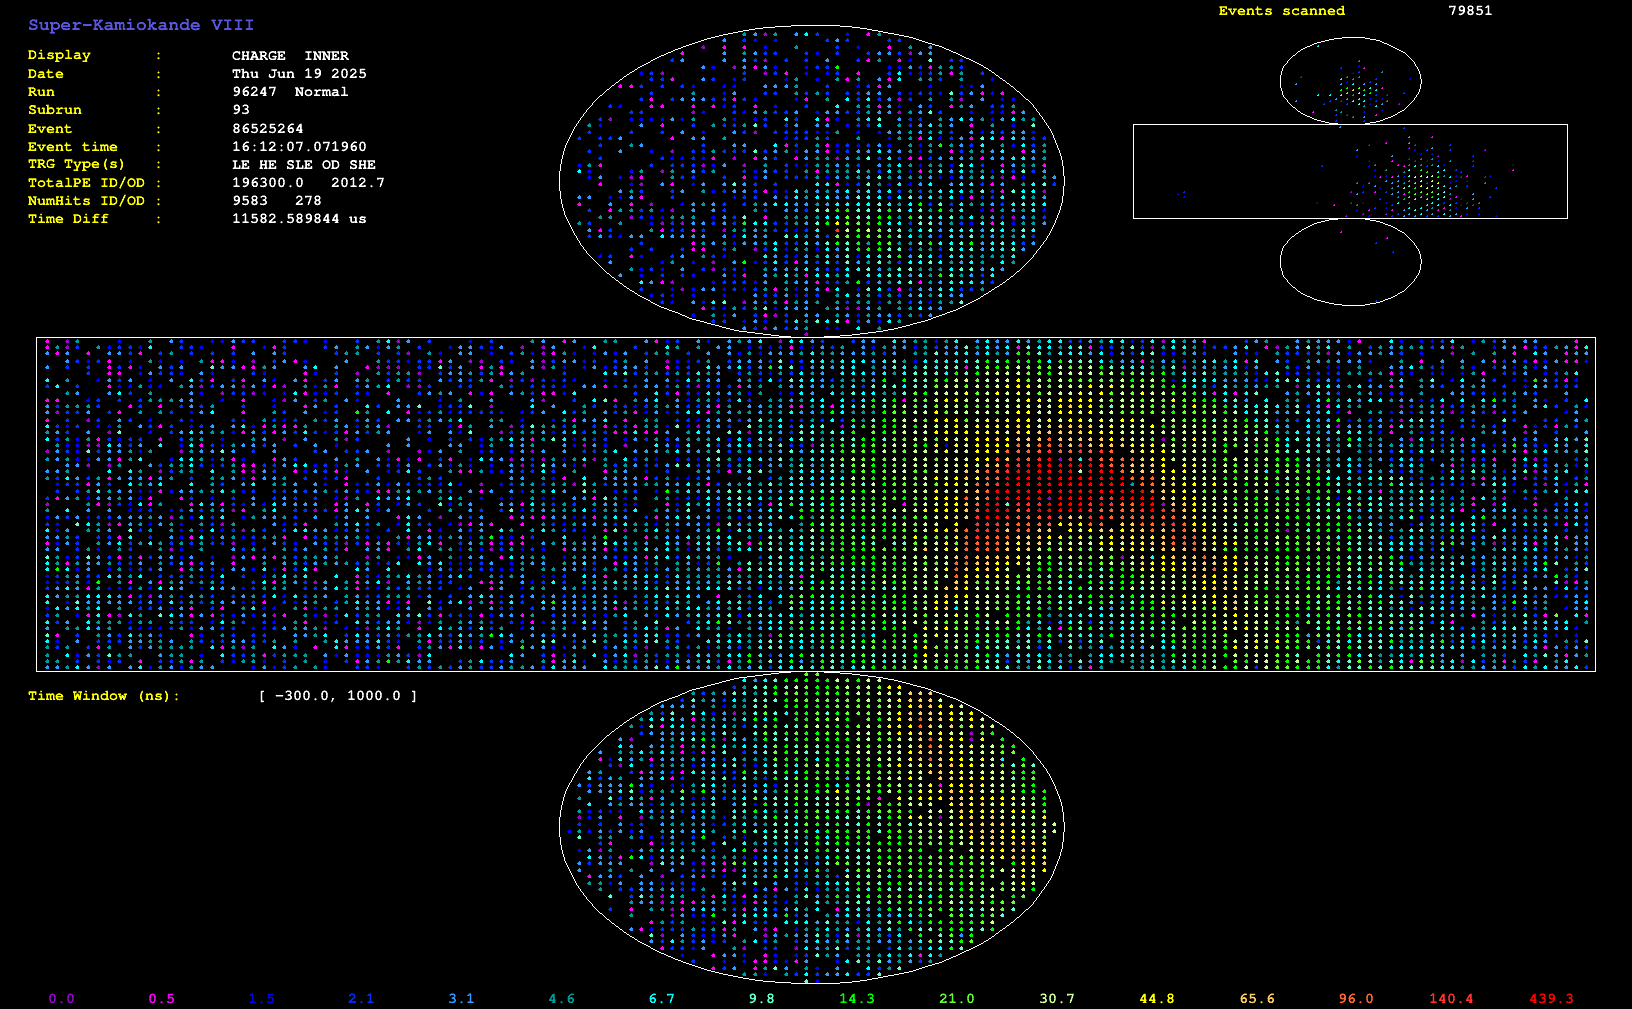 Super-Kamiokande VIII
Events scanned 79851
Display : CHARGE INNER
Date : Thu Jun 19 2025
Run : 96247 Normal
Subrun : 93
Event : 86525264
Event time : 16:12:07.071960
TRG Type(s) : LE HE SLE OD SHE
TotalPE ID/OD : 196300.0 2012.7
NumHits ID/OD : 9583 278
Time Diff : 11582.589844 us
Time Window (ns): [ -300.0, 1000.0 ]
0.0 0.5 1.5 2.1 3.1 4.6 6.7 9.8 14.3 21.0 30.7 44.8 65.6 96.0 140.4 439.3